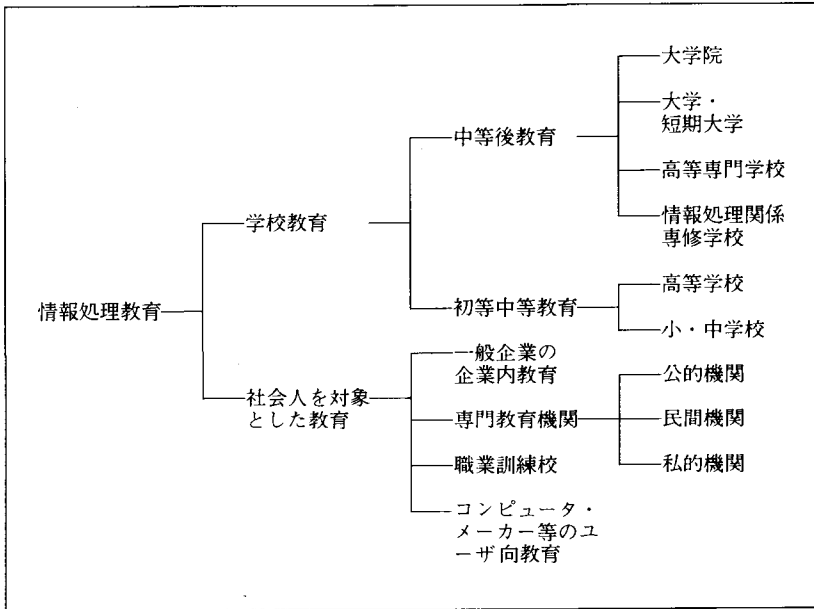 大学院
大学・
短期大学
中等後教育
高等専門学校
学校教育
情報処理関係
専修学校
高等学校
情報処理教育
初等中等教育
小・中学校
一般企業の
企業内教育
公的機関
社会人を対象
とした教育
専門教育機関
民間機関
職業訓練校
私的機関
コンピュータ・
メーカー等のユ
ーザ向教育